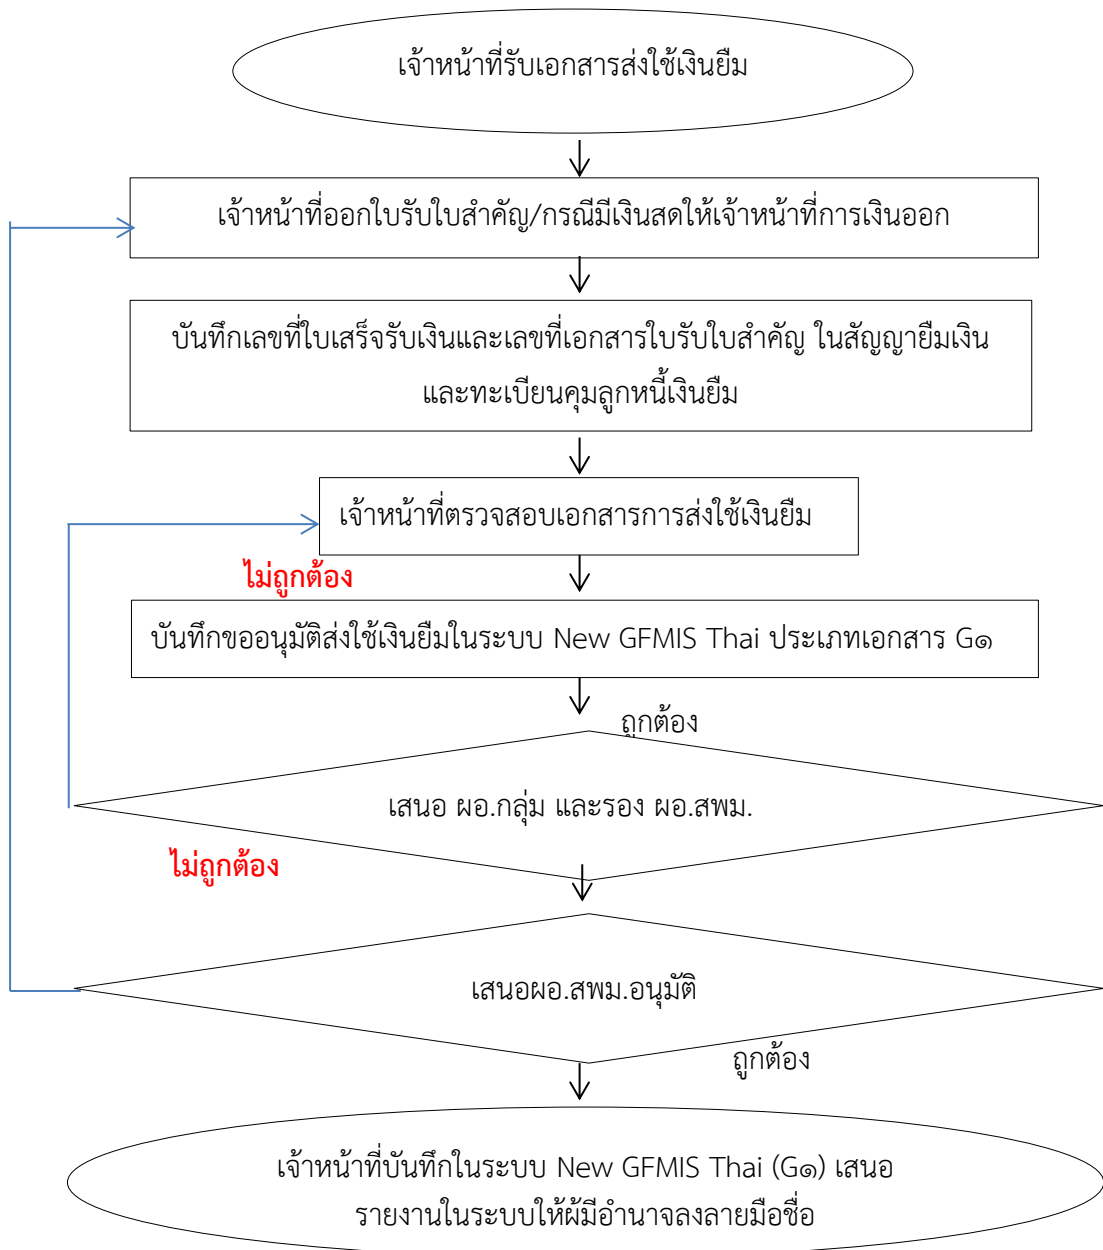 เจ้าหน้าที่รับเอกสารส่งใช้เงินยืม
เจ้าหน้าที่ออกใบรับใบสำคัญ/กรณีมีเงินสดให้เจ้าหน้าที่การเงินออก
บันทึกเลขที่ใบเสร็จรับเงินและเลขที่เอกสารใบรับใบสำคัญ ในสัญญายืมเงิน
และทะเบียนคุมลูกหนี้เงินยืม
เจ้าหน้าที่ตรวจสอบเอกสารการส่งใช้เงินยืม
ไม่ถูกต้อง
บันทึกขออนุมัติส่งใช้เงินยืมในระบบ New GFMIS Thai ประเภทเอกสาร G๑
ถูกต้อง
เสนอ ผอ.กลุ่ม และรอง ผอ.สพม.
ไม่ถูกต้อง
เสนอผอ.สพม.อนุมัติ
ถูกต้อง
เจ้าหน้าที่บันทึกในระบบ New GFMIS Thai (G๑) เสนอ
รายงานในระบบให้ผู้มีอำนาจลงลายมือชื่อ